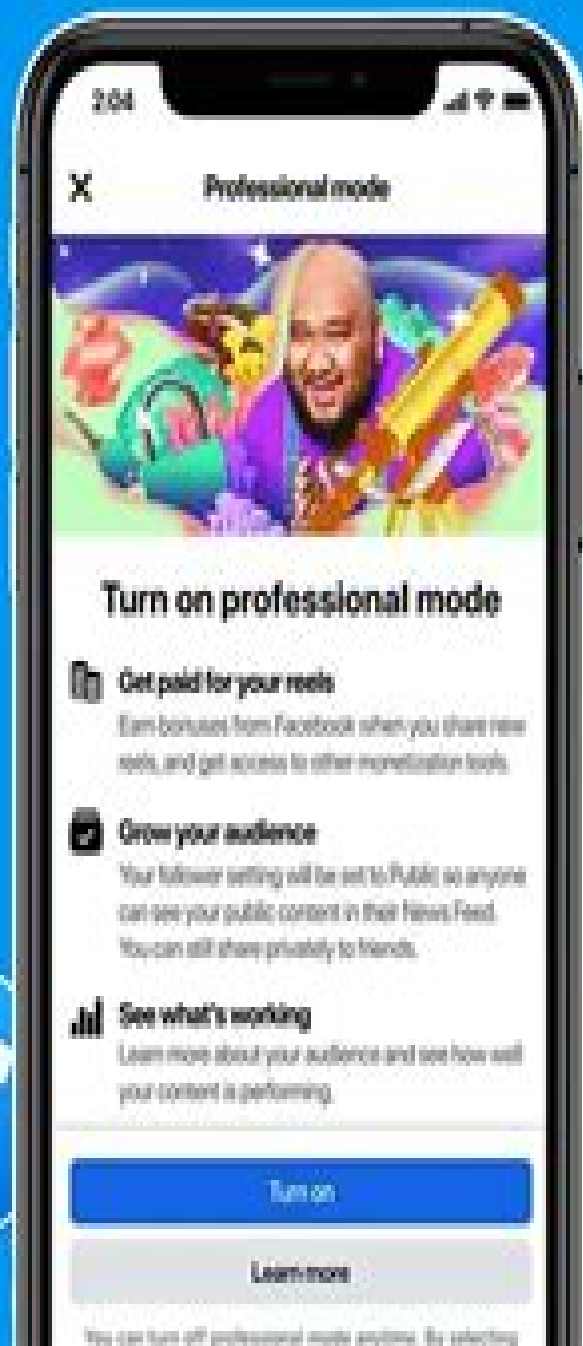 2:04
Professional mode
Turn on professional mode
Get paid for your reels
Earn bonuses from Facebook when you share new
reels, and get access to other monetization tools.
Grow your audience
Your follower setting will be set to Public so anyone
can see your public content in their News Feed.
You can still share privately to friends.
See what's working
Learn more about your audience and see how well
your content is performing.
Turn on
Learn more
You can turn off professional mode anytime. By selecting